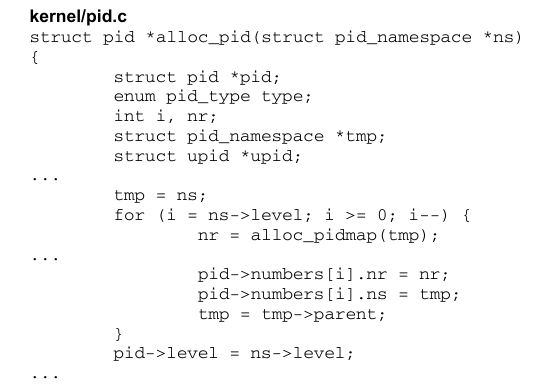 kernel/pid.c
struct pid *alloc_pid(struct pid_namespace *ns)
{
        struct pid *pid;
        enum pid_type type;
        int i, nr;
        struct pid_namespace *tmp;
        struct upid *upid;
...
        tmp = ns;
        for (i = ns->level; i >= 0; i--) {
                nr = alloc_pidmap(tmp);
...
                pid->numbers[i].nr = nr;
                pid->numbers[i].ns = tmp;
                tmp = tmp->parent;
        }
        pid->level = ns->level;
...